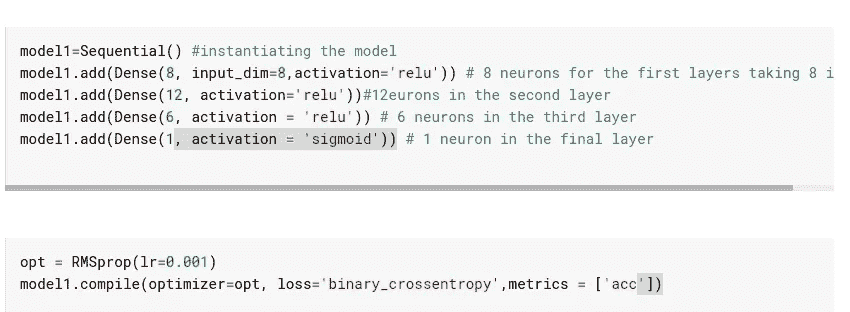 model1=Sequential() #instantiating the model
model1.add(Dense(8, input_dim=8,activation='relu')) # 8 neurons for the first layers taking 8 i
model1.add(Dense(12, activation='relu'))#12eurons in the second layer
model1.add(Dense(6, activation = 'relu')) # 6 neurons in the third layer
model1.add(Dense(1, activation = 'sigmoid')) # 1 neuron in the final layer
opt = RMSprop(lr=0.001)
model1.compile(optimizer=opt, loss='binary_crossentropy',metrics = ['acc'])